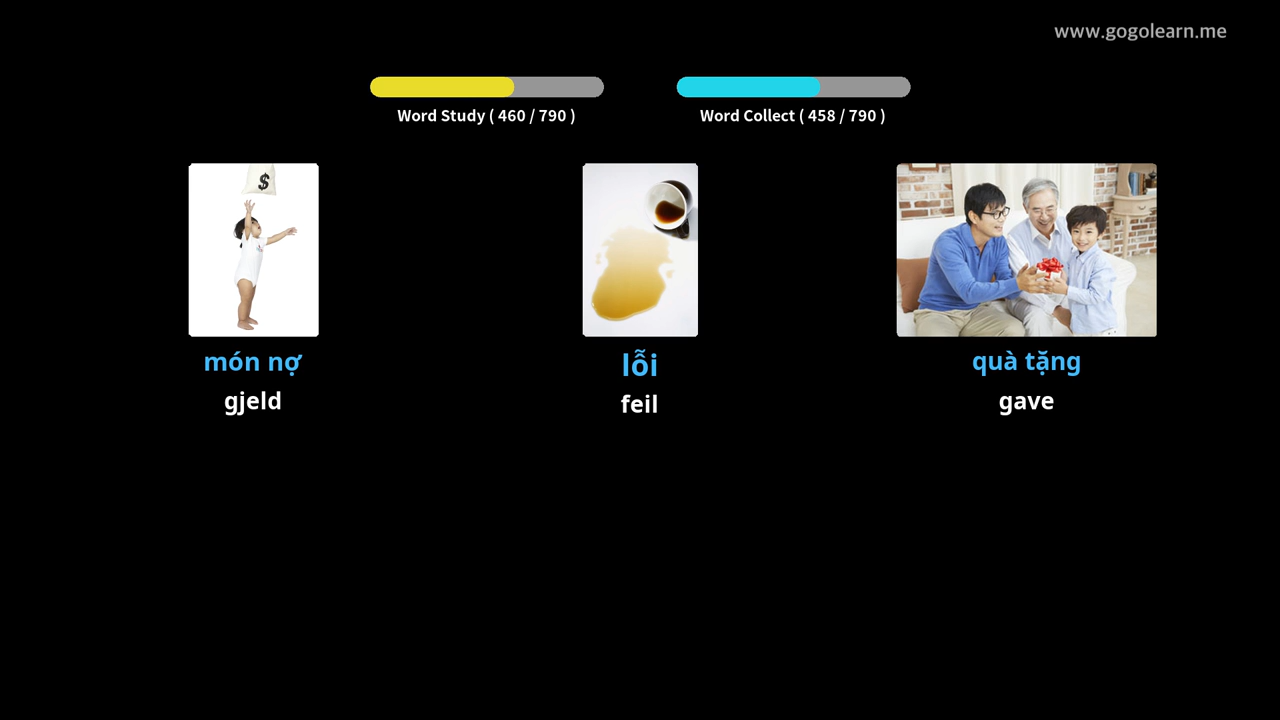 www.gogolearn.me
Word Study ( 460 / 790 )
Word Collect ( 458 / 790 )
$
món nợ
lỗi
quà tặng
gjeld
feil
gave